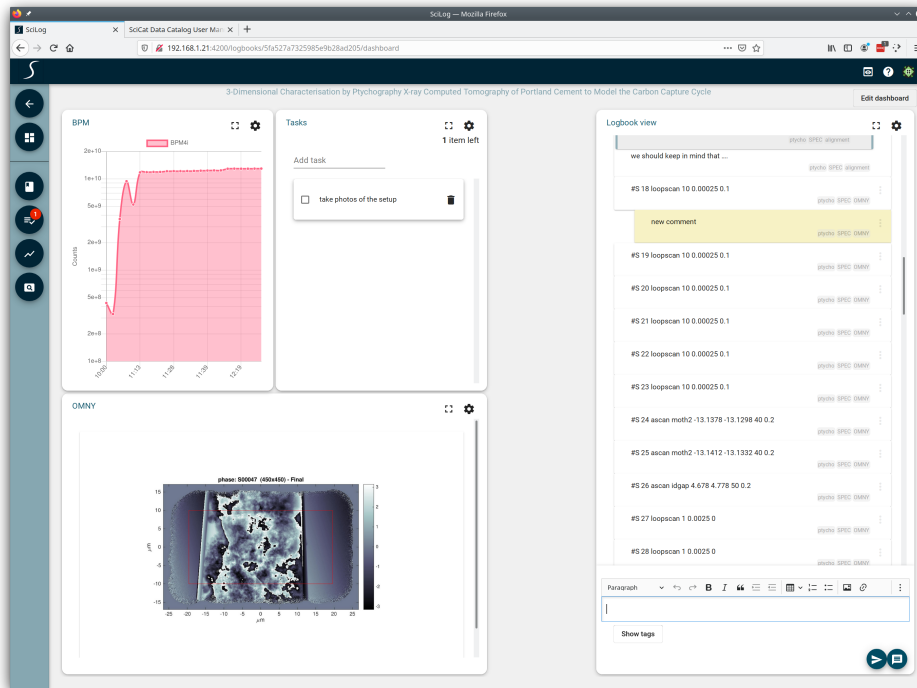 SciLog — Mozilla Firefox
SciLog
SciCat Data Catalog User Man
192.168.1.21:4200/logbooks/5fa527a7325985e9b28ad205/dashboard
3-Dimensional Characterisation by Ptychography X-ray Computed Tomography of Portland Cement to Model the Carbon Capture Cycle
Edit dashboard
BPM
BPM4i
2e+10
1e+10
5e+9
2e+9
1e+9
5e+8
2e+8
1e+8
Counts
10:00
11:13
11:26
11:39
12:19
Tasks
1 item left
Add task
take photos of the setup
OMNY
phase: S00047 (450x450) - Final
15
10
5
0
-5
-10
-15
μm
-25 -20 -15 -10 -5 0 5 10 15 20 25
μm
3
2
1
0
-1
-2
-3
Logbook view
ptycho SPEC alignment
we should keep in mind that ...
ptycho SPEC alignment
#S 18 loopscan 10 0.00025 0.1
ptycho SPEC OMNY
new comment
ptycho SPEC OMNY
#S 19 loopscan 10 0.00025 0.1
ptycho SPEC OMNY
#S 20 loopscan 10 0.00025 0.1
ptycho SPEC OMNY
#S 21 loopscan 10 0.00025 0.1
ptycho SPEC OMNY
#S 22 loopscan 10 0.00025 0.1
ptycho SPEC OMNY
#S 23 loopscan 10 0.00025 0.1
ptycho SPEC OMNY
#S 24 ascan moth2 -13.1378 -13.1298 40 0.2
ptycho SPEC OMNY
#S 25 ascan moth2 -13.1412 -13.1332 40 0.2
ptycho SPEC OMNY
#S 26 ascan idgap 4.678 4.778 50 0.2
ptycho SPEC OMNY
#S 27 loopscan 1 0.0025 0
ptycho SPEC OMNY
#S 28 loopscan 1 0.0025 0
ptycho SPEC OMNY
Paragraph
B I
Show tags
1